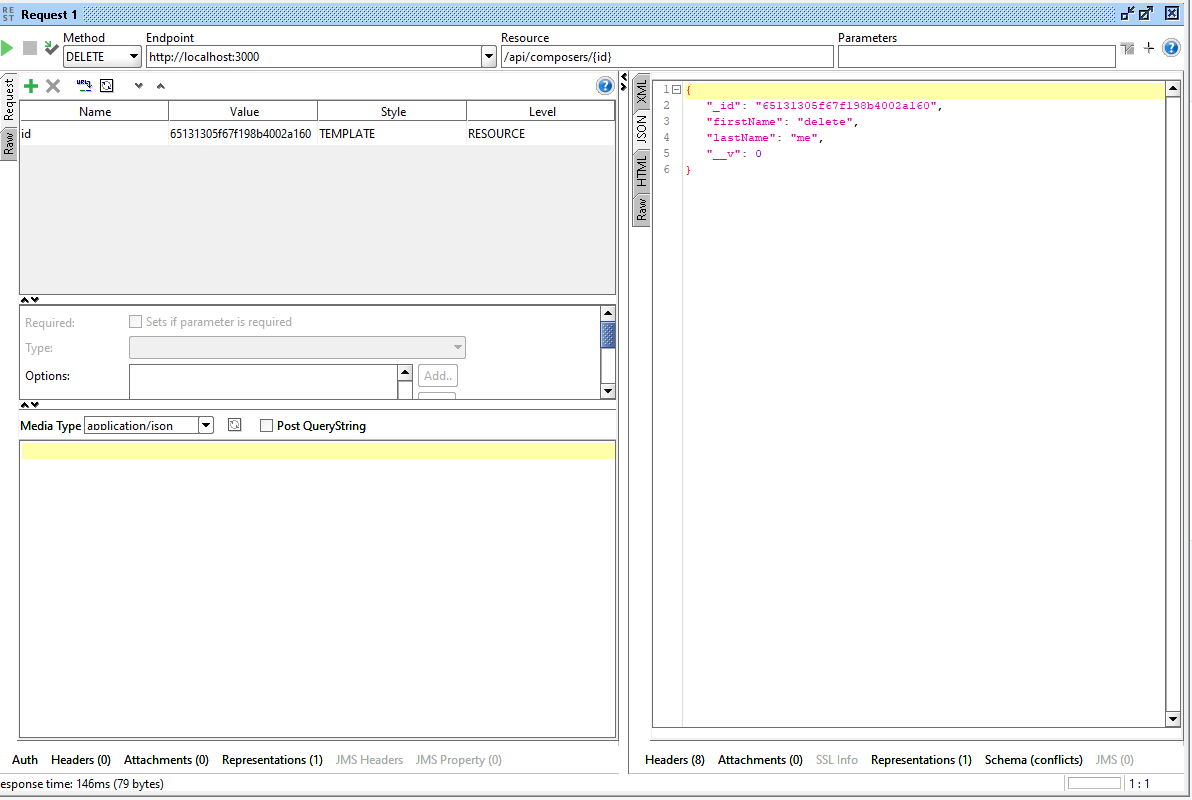 RE
ST
Request 1
Method
Endpoint
Resource
Parameters
DELETE
http://localhost:3000
/api/composers/{id}
Request
Raw
Name Value Style Level
id 65131305f67f198b4002a160 TEMPLATE RESOURCE
Required: Sets if parameter is required
Type:
Options: Add..
Media Type application/json Post QueryString
XML
JSON
HTML
Raw
1 {
2 "_id": "65131305f67f198b4002a160",
3 "firstName": "delete",
4 "lastName": "me",
5 "__v": 0
6 }
Auth Headers (0) Attachments (0) Representations (1) JMS Headers JMS Property (0)
Headers (8) Attachments (0) SSL Info Representations (1) Schema (conflicts) JMS (0)
esponse time: 146ms (79 bytes)
1 : 1